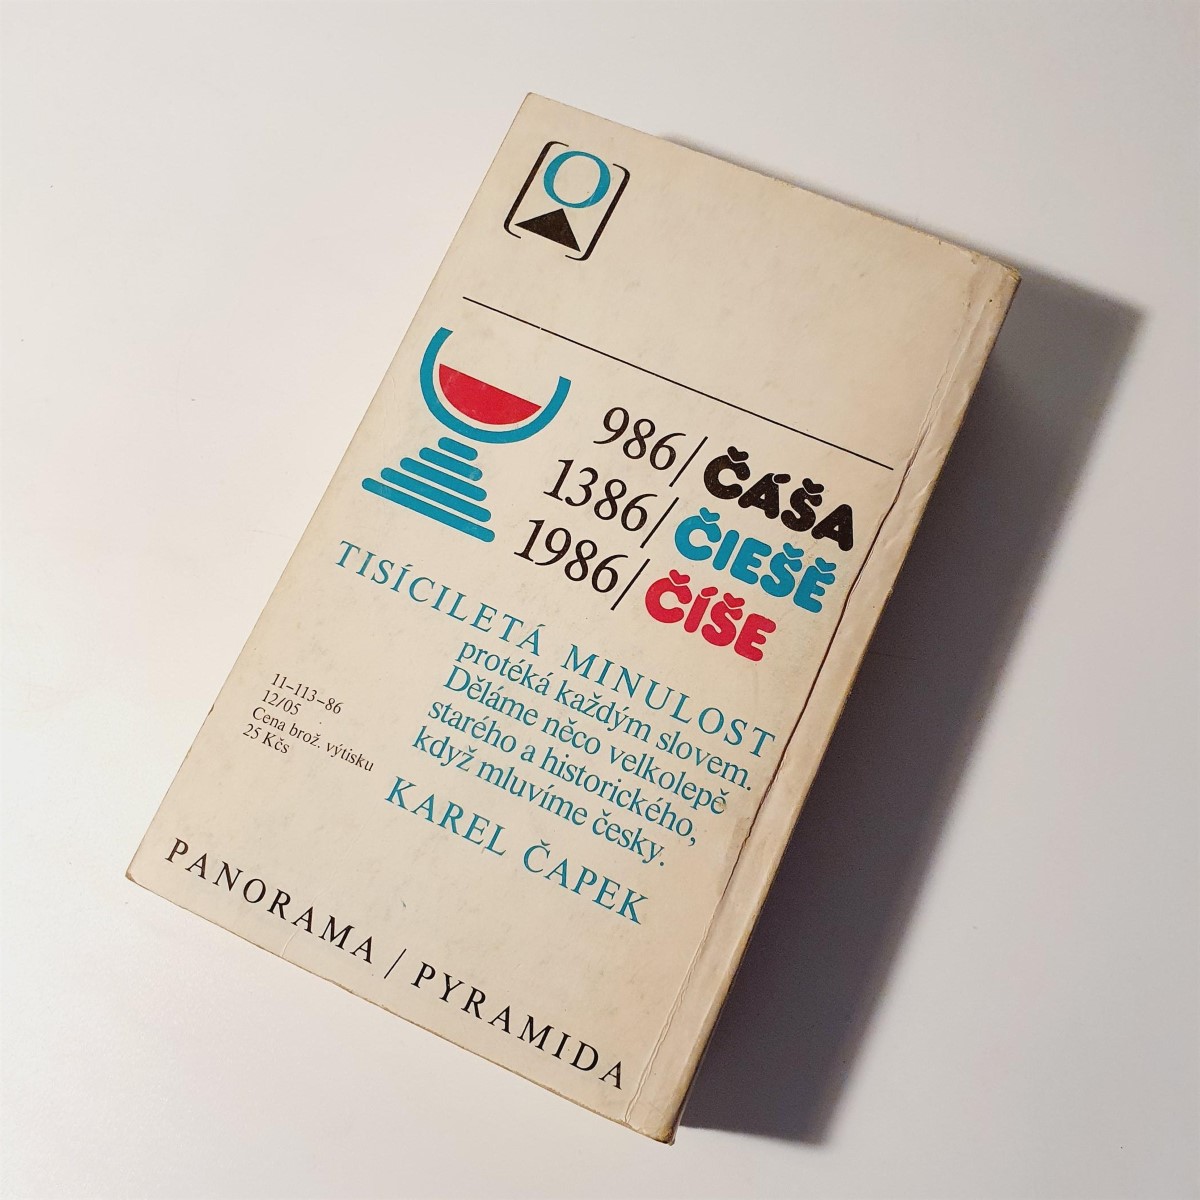 986/ČÁŠA
1386/ČIEŠĚ
1986/ČÍŠE
TISÍCILETÁ MINULOST
protéká každým slovem.
Děláme něco velkolepě
starého a historického,
když mluvíme česky.
KAREL ČAPEK
11–113–86
12/05
Cena brož. výtisku
25 Kčs
PANORAMA / PYRAMIDA